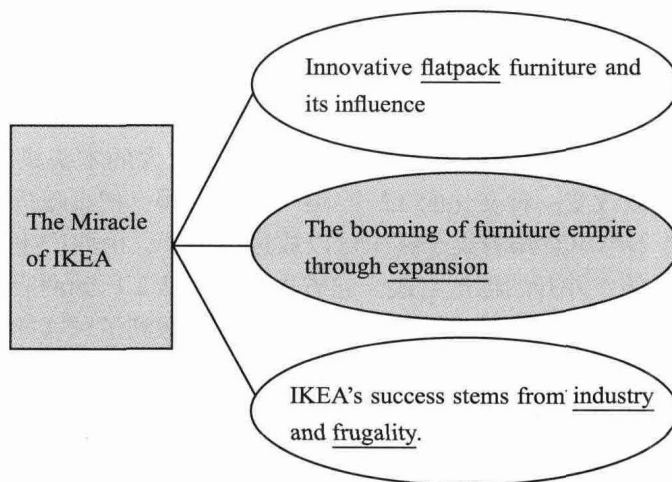 Innovative flatpack furniture and
its influence
The Miracle
of IKEA
The booming of furniture empire
through expansion
IKEA's success stems from industry
and frugality.